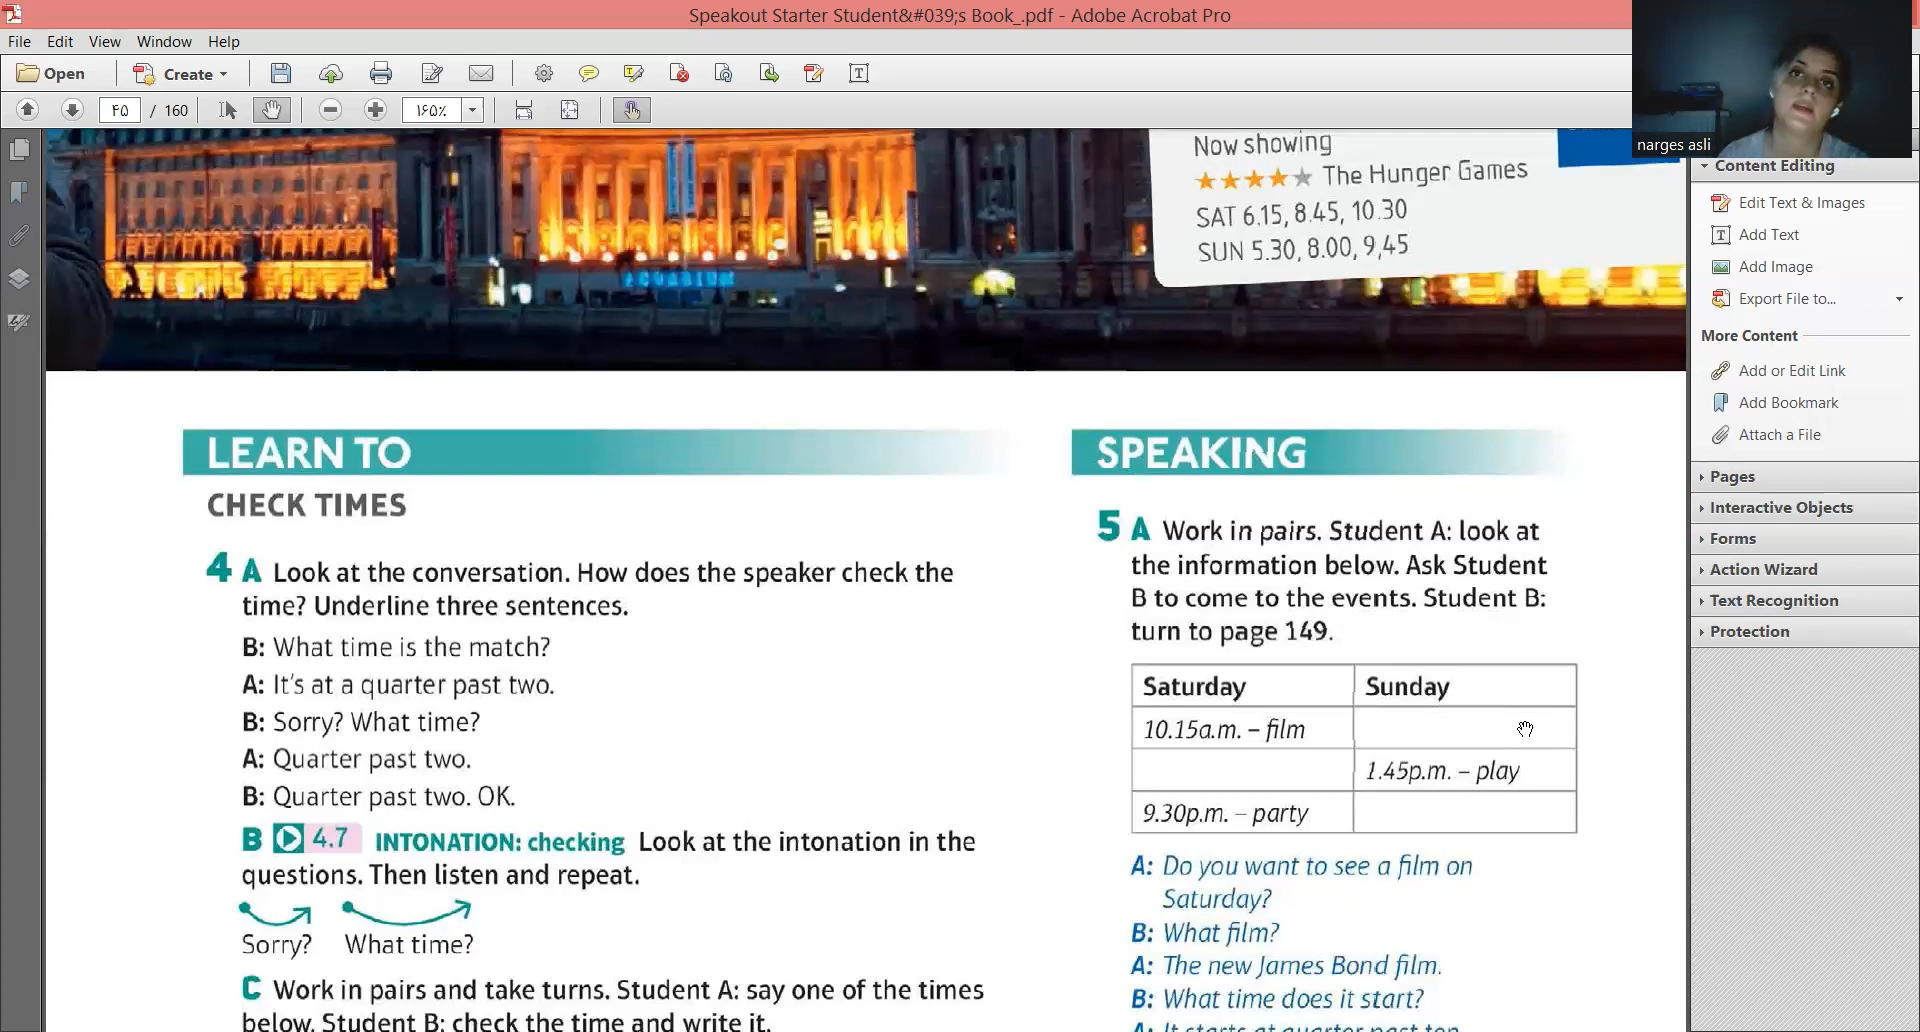 Speakout Starter Student&#039;s Book_.pdf - Adobe Acrobat Pro
File Edit View Window Help
Open Create
۴۵ / 160 ۱۶۵٪
narges asli
Now showing
The Hunger Games
SAT 6.15, 8.45, 10.30
SUN 5.30, 8.00, 9,45
AQUARIUM
LEARN TO
CHECK TIMES
4 A Look at the conversation. How does the speaker check the
time? Underline three sentences.
B: What time is the match?
A: It's at a quarter past two.
B: Sorry? What time?
A: Quarter past two.
B: Quarter past two. OK.
B 4.7 INTONATION: checking Look at the intonation in the
questions. Then listen and repeat.
Sorry? What time?
C Work in pairs and take turns. Student A: say one of the times
below. Student B: check the time and write it.
SPEAKING
5 A Work in pairs. Student A: look at
the information below. Ask Student
B to come to the events. Student B:
turn to page 149.
Saturday Sunday
10.15a.m. – film
1.45p.m. – play
9.30p.m. – party
A: Do you want to see a film on
Saturday?
B: What film?
A: The new James Bond film.
B: What time does it start?
A: It starts at quarter past ten
Content Editing
Edit Text & Images
Add Text
Add Image
Export File to...
More Content
Add or Edit Link
Add Bookmark
Attach a File
Pages
Interactive Objects
Forms
Action Wizard
Text Recognition
Protection